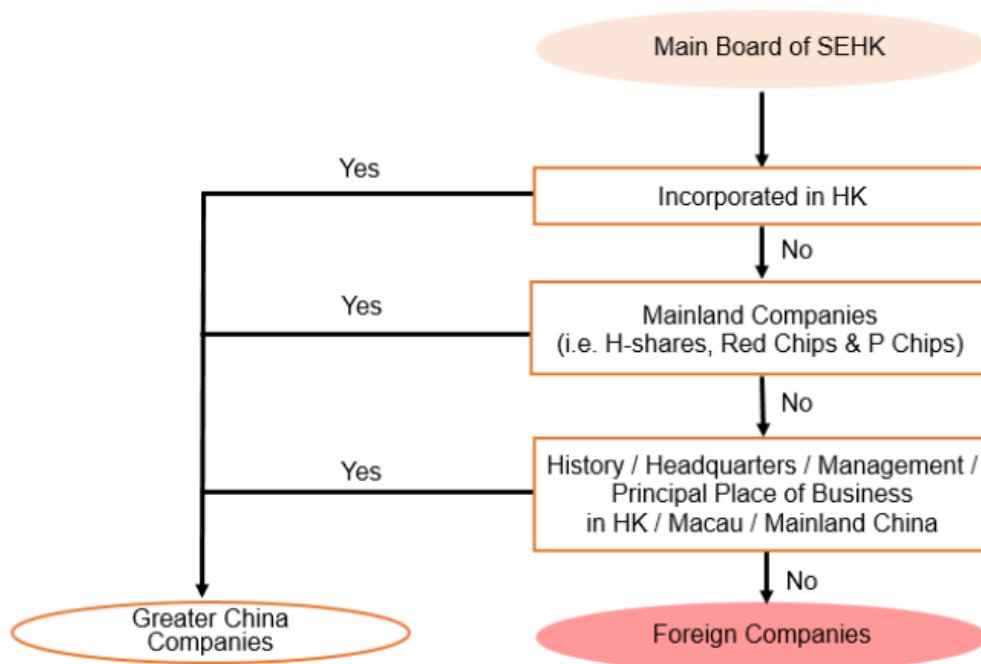 Main Board of SEHK
Yes
Incorporated in HK
No
Yes
Mainland Companies
(i.e. H-shares, Red Chips & P Chips)
No
Yes
History / Headquarters / Management /
Principal Place of Business
in HK / Macau / Mainland China
No
Greater China
Companies
Foreign Companies